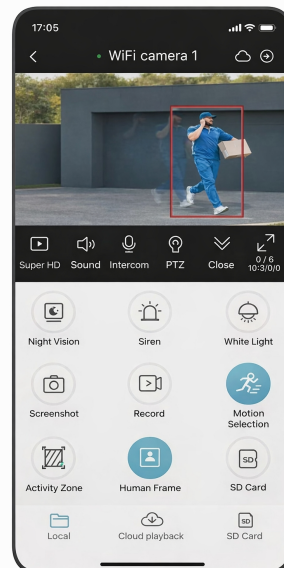 17:05
WiFi camera 1
Super HD Sound Intercom PTZ Close 0 / 6
10:3/0/0
Night Vision Siren White Light
Screenshot Record Motion
Selection
Activity Zone Human Frame SD
SD Card
Local Cloud playback SD
SD Card